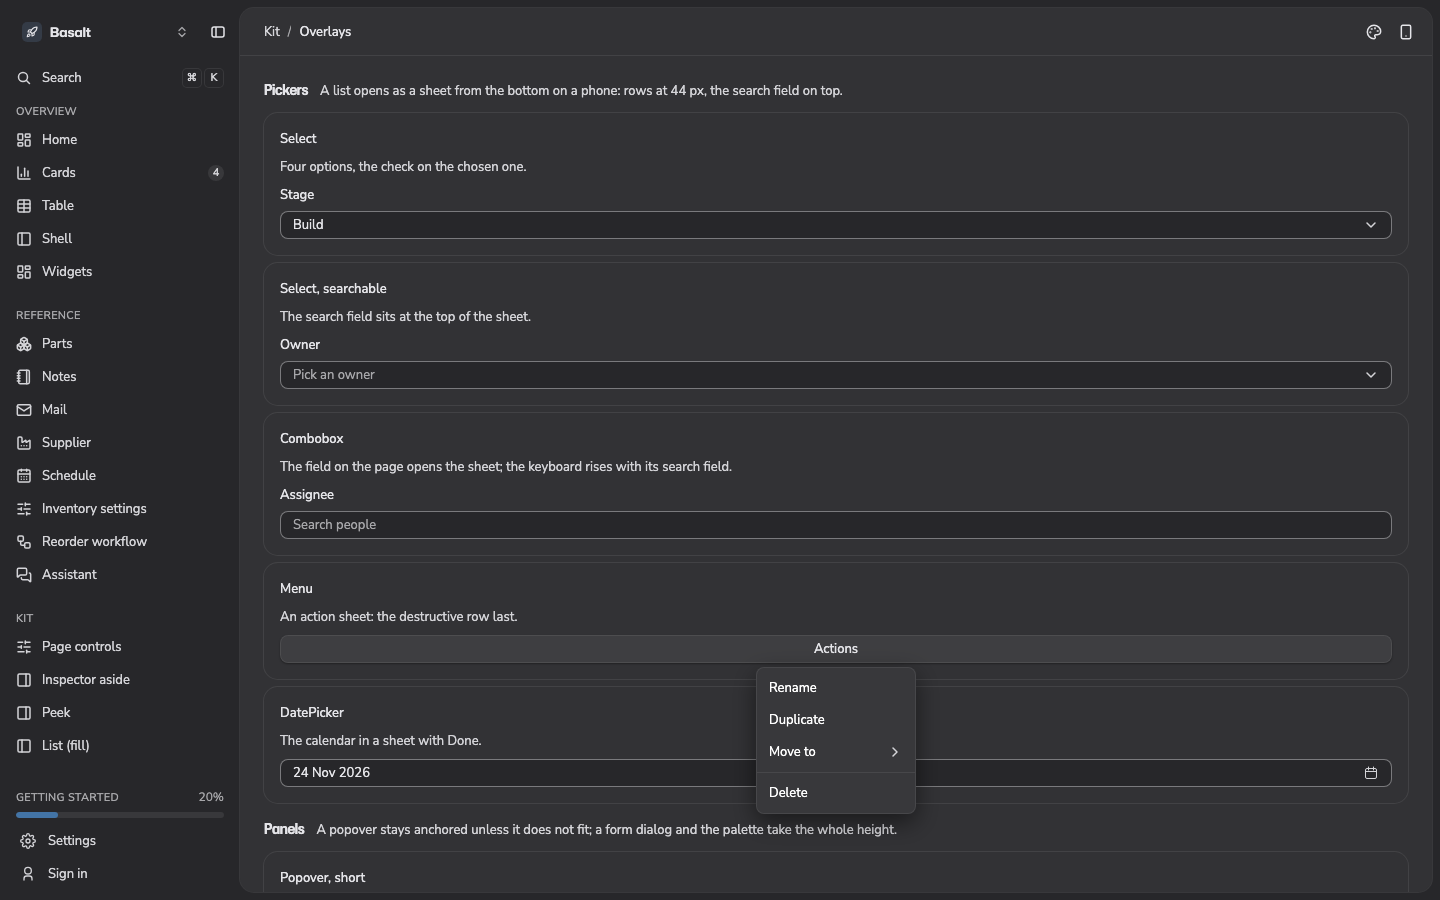 Basalt
Search ⌘ K
OVERVIEW
Home
Cards 4
Table
Shell
Widgets
REFERENCE
Parts
Notes
Mail
Supplier
Schedule
Inventory settings
Reorder workflow
Assistant
KIT
Page controls
Inspector aside
Peek
List (fill)
GETTING STARTED 20%
Settings
Sign in
Kit / Overlays
Pickers A list opens as a sheet from the bottom on a phone: rows at 44 px, the search field on top.
Select
Four options, the check on the chosen one.
Stage
Build
Select, searchable
The search field sits at the top of the sheet.
Owner
Pick an owner
Combobox
The field on the page opens the sheet; the keyboard rises with its search field.
Assignee
Search people
Menu
An action sheet: the destructive row last.
Actions
Rename
Duplicate
Move to
Delete
DatePicker
The calendar in a sheet with Done.
24 Nov 2026
Panels A popover stays anchored unless it does not fit; a form dialog and the palette take the whole height.
Popover, short